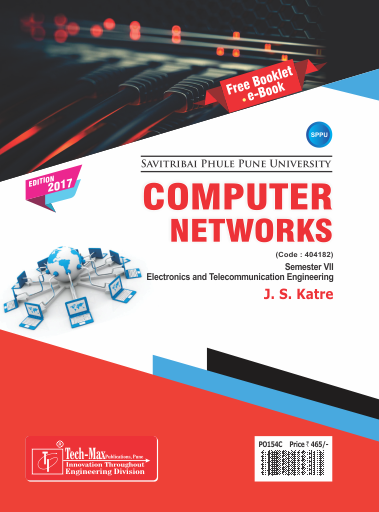 Free Booklet
. e-Book
SPPU
SAVITRIBAI PHULE PUNE UNIVERSITY
EDITION
2017
COMPUTER
NETWORKS
(Code : 404182)
Semester VII
Electronics and Telecommunication Engineering
J. S. Katre
® Tech-Max Publications, Pune
Innovation Throughout
Engineering Division
PO154C Price ₹ 465/-